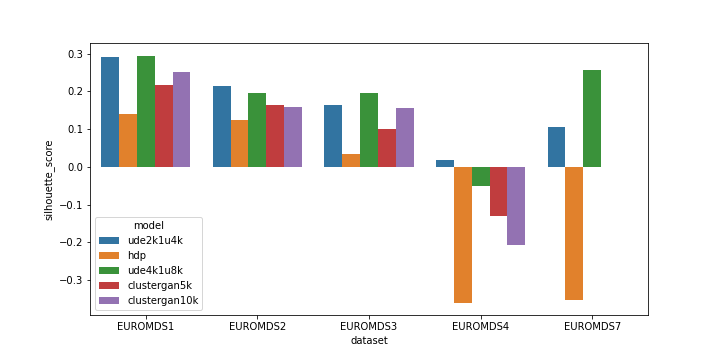 0.3
0.2
0.1
0.0
−0.1
−0.2
−0.3
silhouette_score
model
ude2k1u4k
hdp
ude4k1u8k
clustergan5k
clustergan10k
EUROMDS1 EUROMDS2 EUROMDS3 EUROMDS4 EUROMDS7
dataset